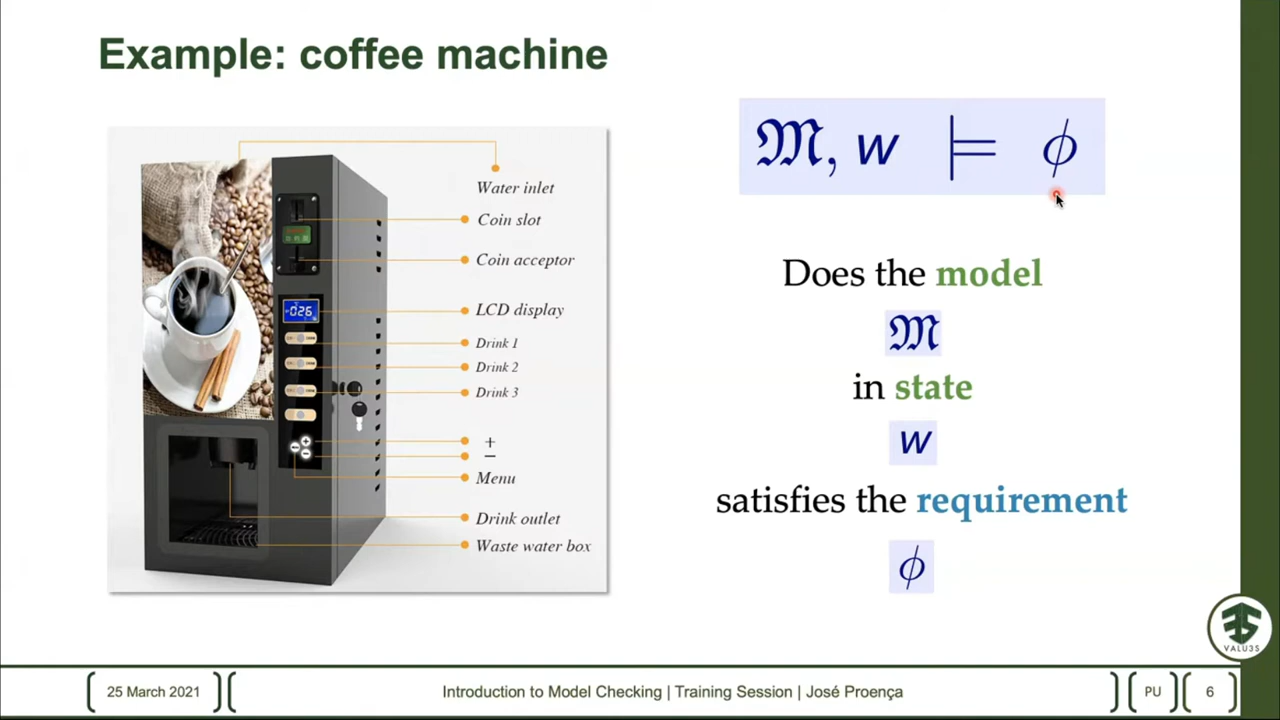 Example: coffee machine
Water inlet
Coin slot
Coin acceptor
LCD display
Drink 1
Drink 2
Drink 3
+
−
Menu
Drink outlet
Waste water box
026
𝔐, w ⊨ ϕ
Does the model
𝔐
in state
w
satisfies the requirement
ϕ
VALU3S
25 March 2021
Introduction to Model Checking | Training Session | José Proença
PU
6